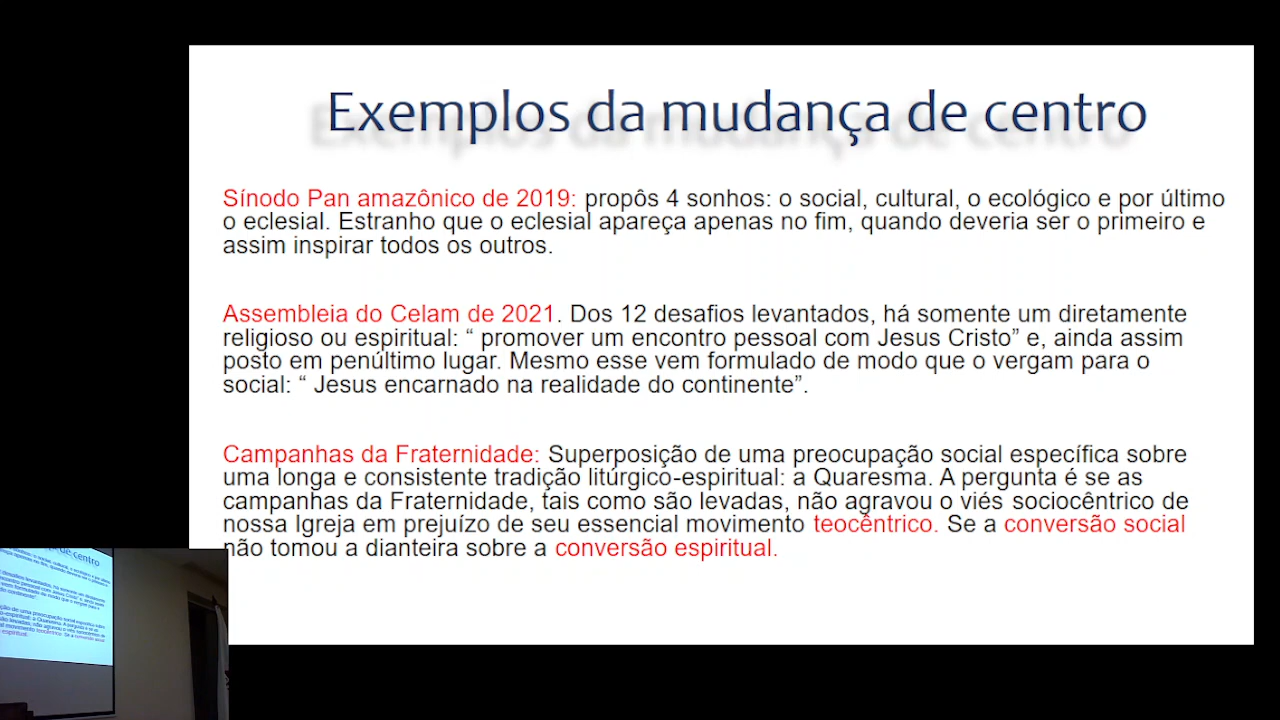 Exemplos da mudança de centro
Sínodo Pan amazônico de 2019: propôs 4 sonhos: o social, cultural, o ecológico e por último
o eclesial. Estranho que o eclesial apareça apenas no fim, quando deveria ser o primeiro e
assim inspirar todos os outros.
Assembleia do Celam de 2021. Dos 12 desafios levantados, há somente um diretamente
religioso ou espiritual: “ promover um encontro pessoal com Jesus Cristo” e, ainda assim
posto em penúltimo lugar. Mesmo esse vem formulado de modo que o vergam para o
social: “ Jesus encarnado na realidade do continente”.
Campanhas da Fraternidade: Superposição de uma preocupação social específica sobre
uma longa e consistente tradição litúrgico-espiritual: a Quaresma. A pergunta é se as
campanhas da Fraternidade, tais como são levadas, não agravou o viés sociocêntrico de
nossa Igreja em prejuízo de seu essencial movimento teocêntrico. Se a conversão social
não tomou a dianteira sobre a conversão espiritual.